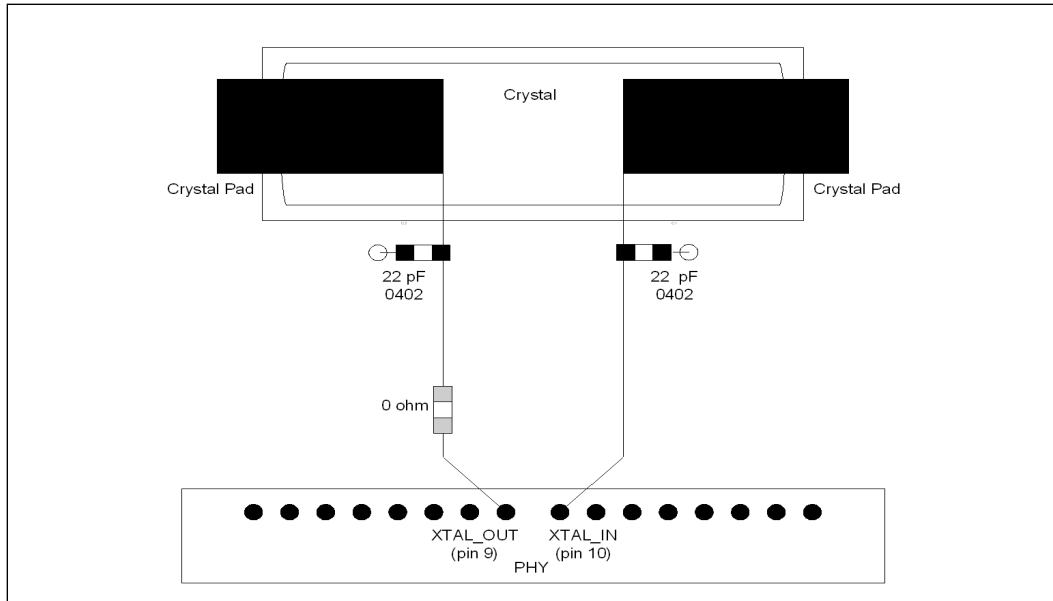 Crystal
Crystal Pad
Crystal Pad
22 pF
0402
22 pF
0402
0 ohm
XTAL_OUT
(pin 9)
XTAL_IN
(pin 10)
PHY